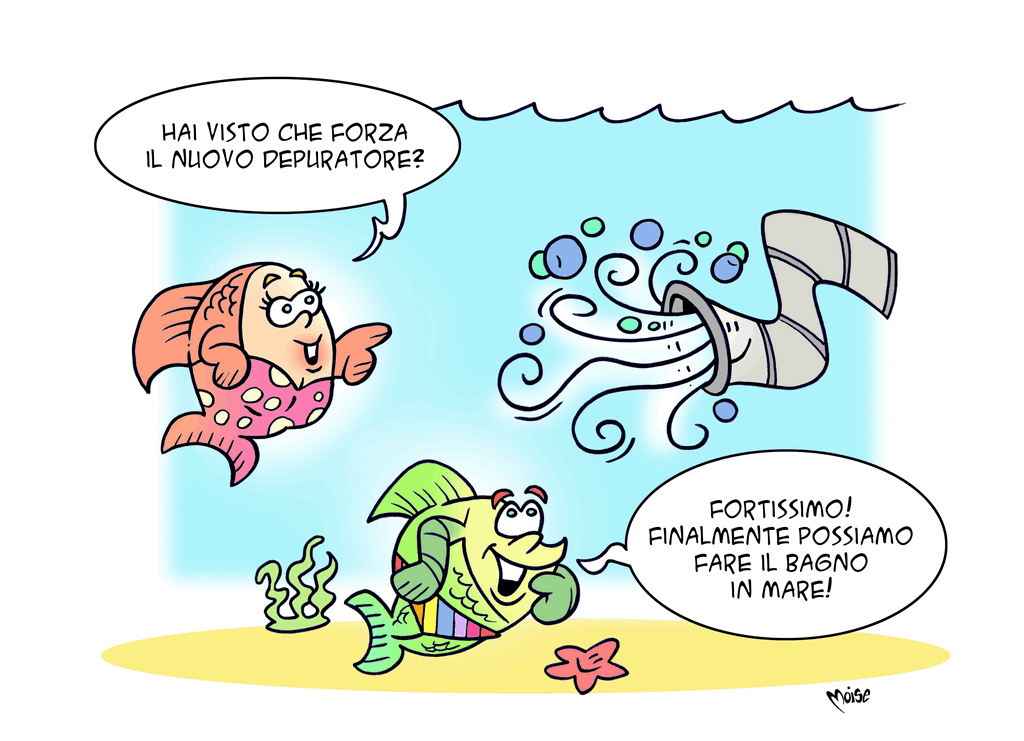 HAI VISTO CHE FORZA
IL NUOVO DEPURATORE?
FORTISSIMO!
FINALMENTE POSSIAMO
FARE IL BAGNO
IN MARE!
Moise